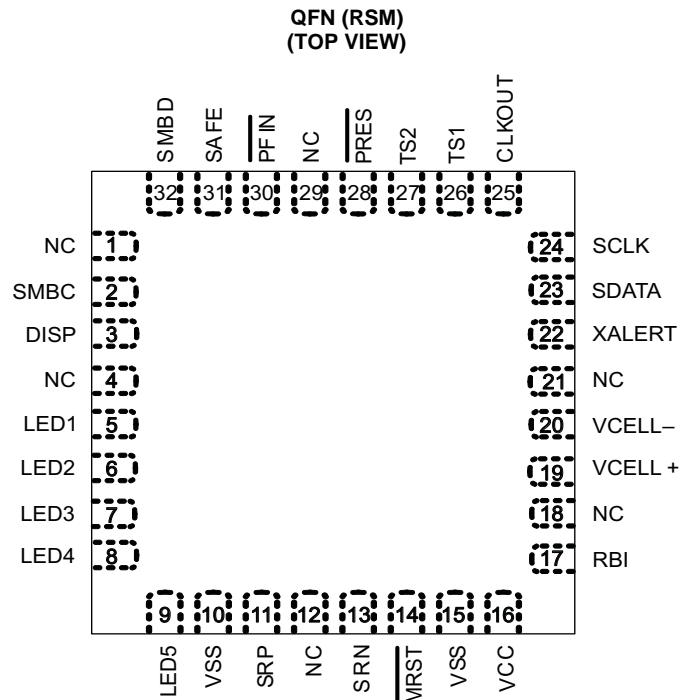 QFN (RSM)
(TOP VIEW)
SMBD
SAFE
PFIN
NC
PRES
TS2
TS1
CLKOUT
32
31
30
29
28
27
26
25
NC 1
SMBC 2
DISP 3
NC 4
LED1 5
LED2 6
LED3 7
LED4 8
24 SCLK
23 SDATA
22 XALERT
21 NC
20 VCELL–
19 VCELL +
18 NC
17 RBI
9
10
11
12
13
14
15
16
LED5
VSS
SRP
NC
SRN
MRST
VSS
VCC